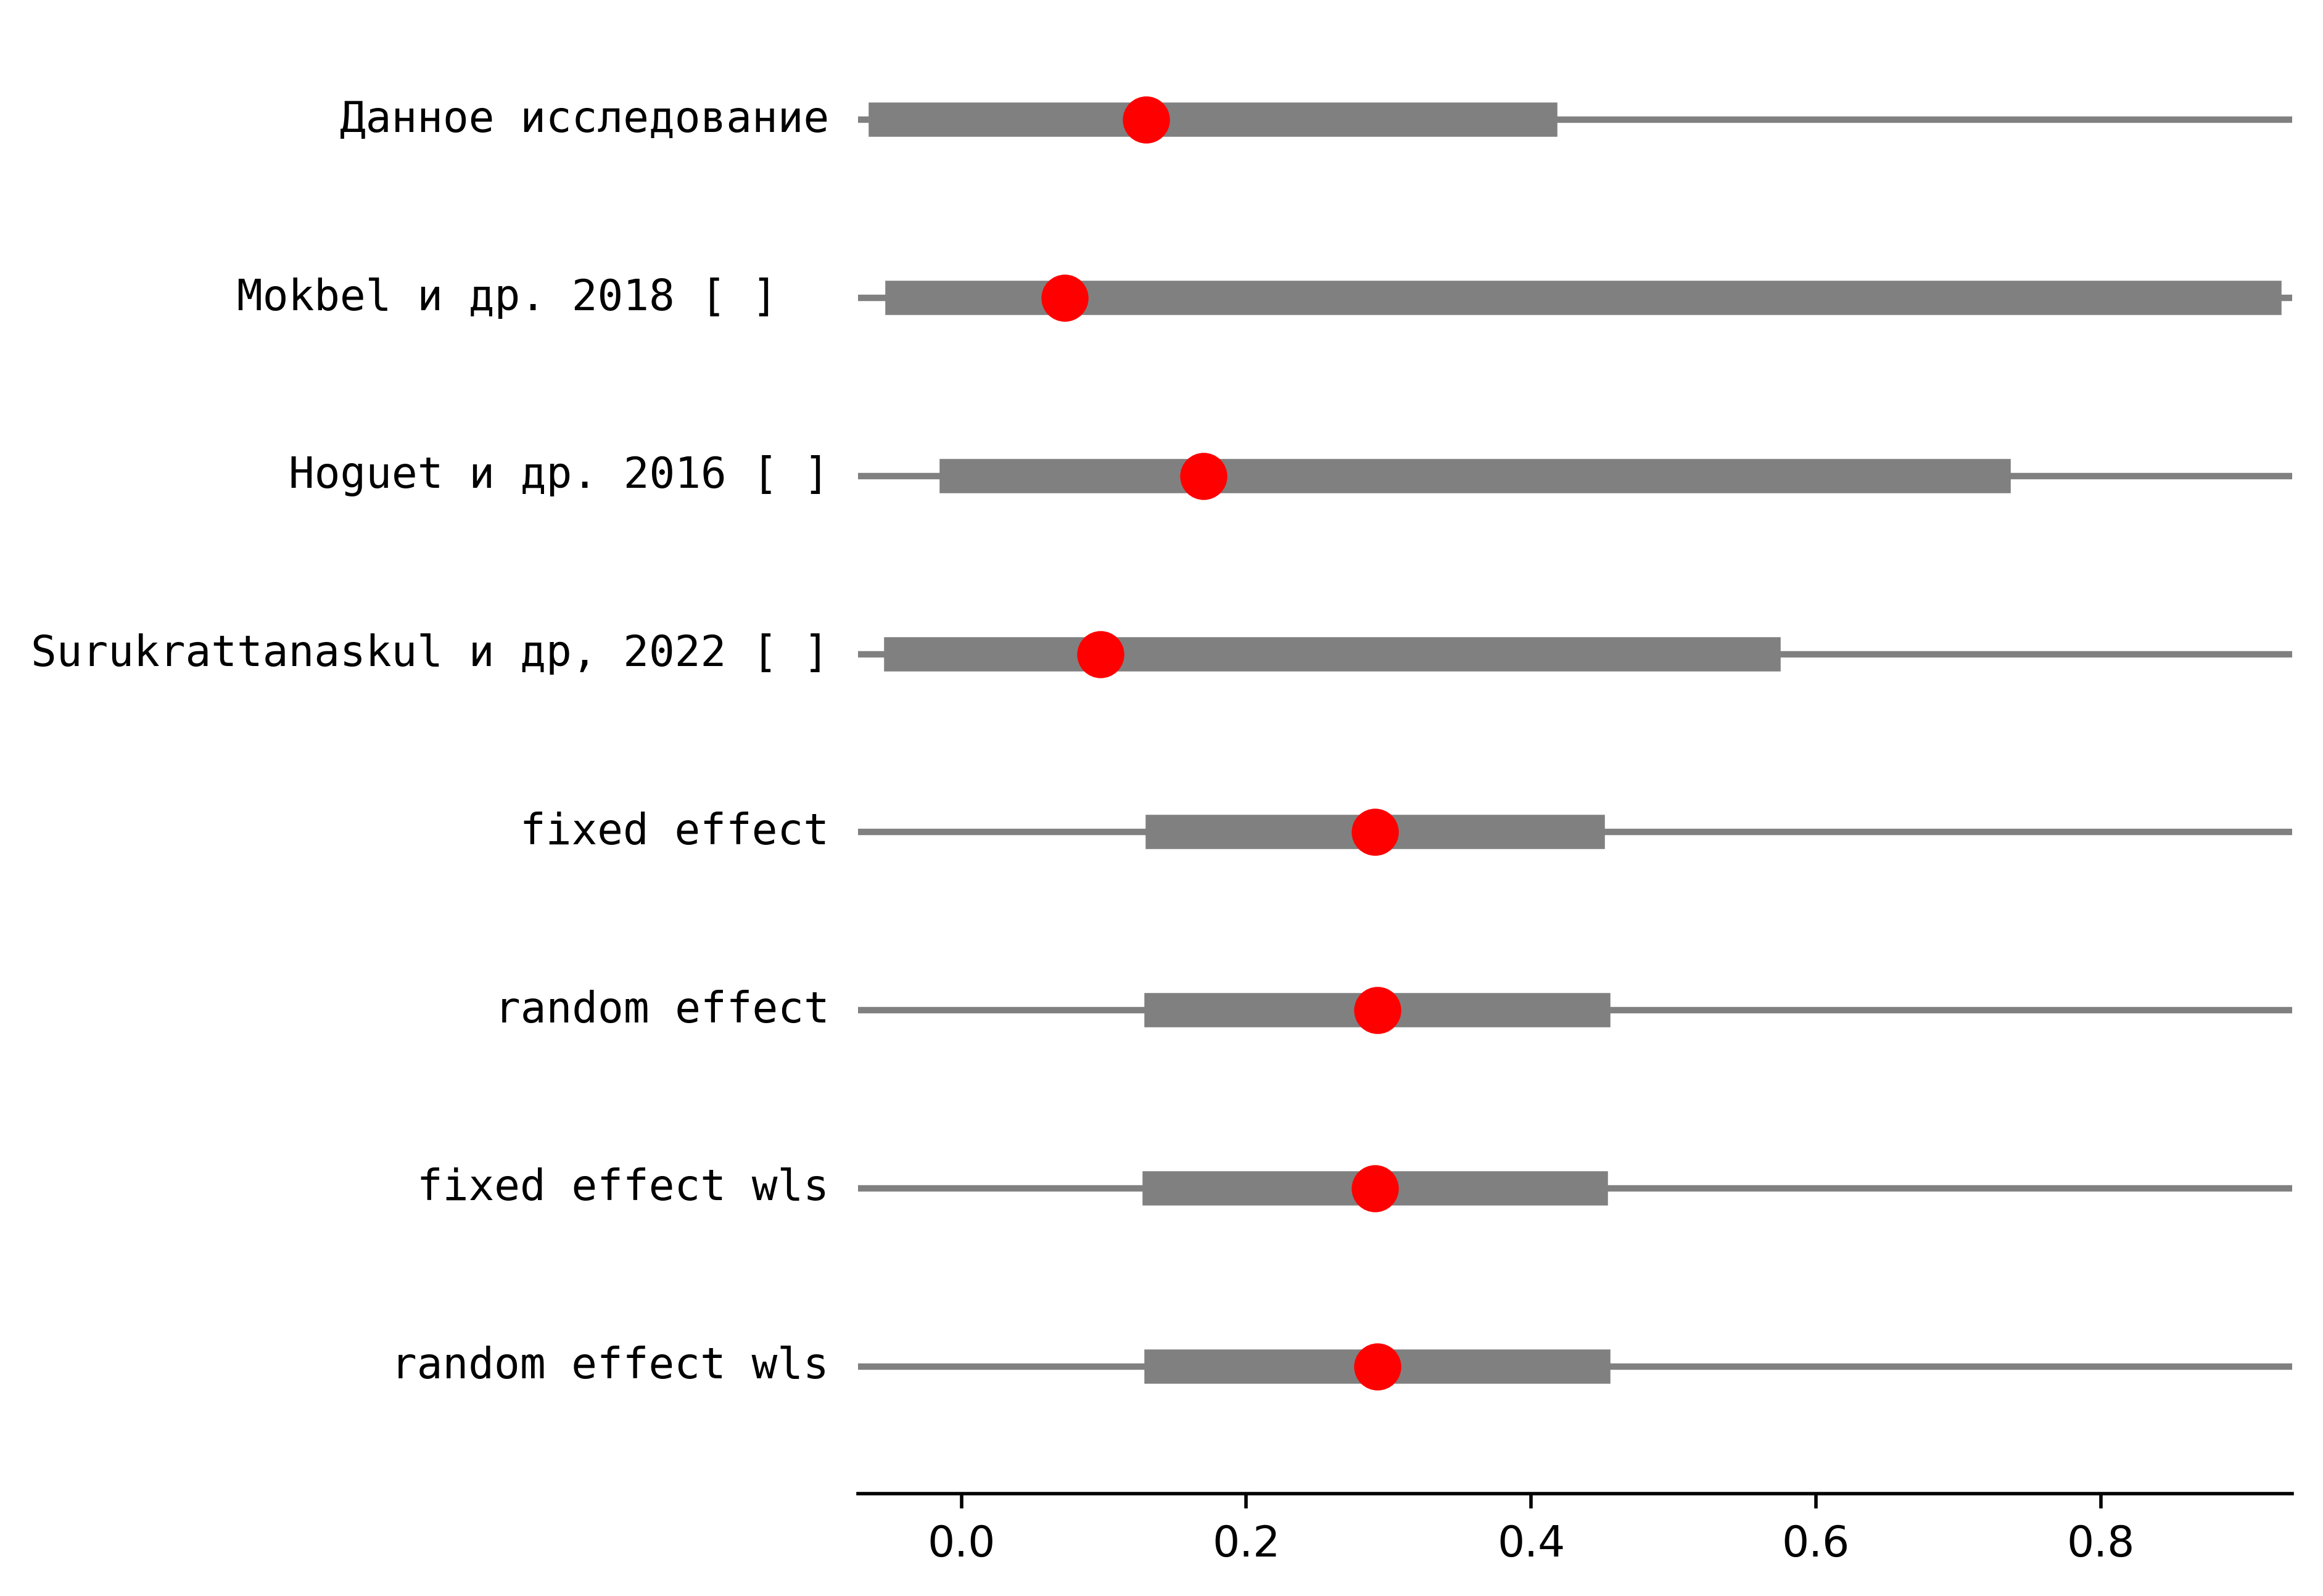 Данное исследование
Mokbel и др. 2018 [ ]
Hoguet и др. 2016 [ ]
Surukrattanaskul и др, 2022 [ ]
fixed effect
random effect
fixed effect wls
random effect wls
0.0 0.2 0.4 0.6 0.8